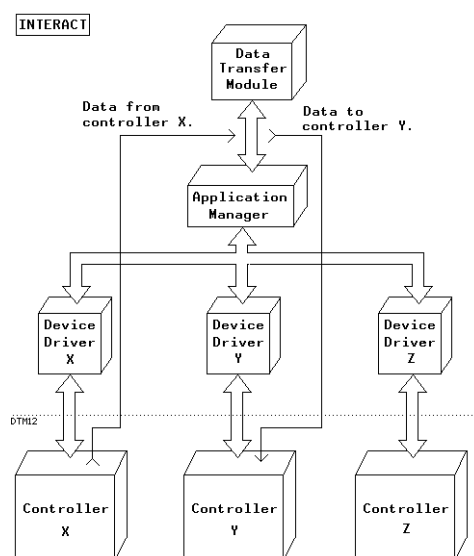 INTERACT
Data
Transfer
Module
Data from
controller X.
Data to
controller Y.
Application
Manager
Device
Driver
X
Device
Driver
Y
Device
Driver
Z
DTM12
Controller
X
Controller
Y
Controller
Z